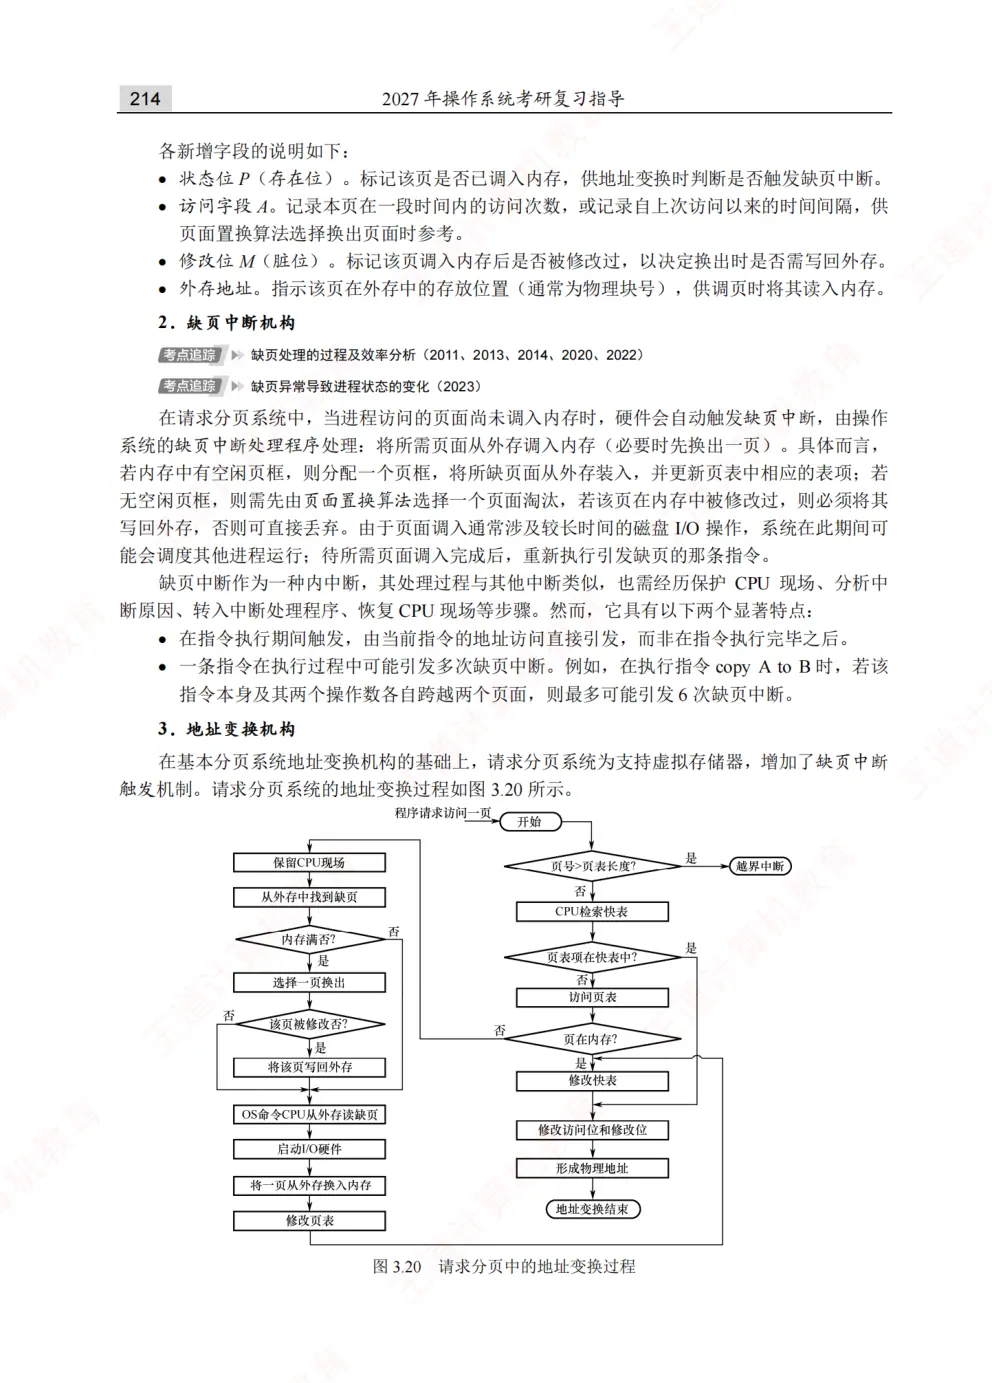 214
2027 年操作系统考研复习指导
各新增字段的说明如下：
• 状态位 P（存在位）。标记该页是否已调入内存，供地址变换时判断是否触发缺页中断。
• 访问字段 A。记录本页在一段时间内的访问次数，或记录自上次访问以来的时间间隔，供
页面置换算法选择换出页面时参考。
• 修改位 M（脏位）。标记该页调入内存后是否被修改过，以决定换出时是否需写回外存。
• 外存地址。指示该页在外存中的存放位置（通常为物理块号），供调页时将其读入内存。
2．缺页中断机构
考点追踪 缺页处理的过程及效率分析（2011、2013、2014、2020、2022）
考点追踪 缺页异常导致进程状态的变化（2023）
在请求分页系统中，当进程访问的页面尚未调入内存时，硬件会自动触发缺页中断，由操作
系统的缺页中断处理程序处理：将所需页面从外存调入内存（必要时先换出一页）。具体而言，
若内存中有空闲页框，则分配一个页框，将所缺页面从外存装入，并更新页表中相应的表项；若
无空闲页框，则需先由页面置换算法选择一个页面淘汰，若该页在内存中被修改过，则必须将其
写回外存，否则可直接丢弃。由于页面调入通常涉及较长时间的磁盘 I/O 操作，系统在此期间可
能会调度其他进程运行；待所需页面调入完成后，重新执行引发缺页的那条指令。
缺页中断作为一种内中断，其处理过程与其他中断类似，也需经历保护 CPU 现场、分析中
断原因、转入中断处理程序、恢复 CPU 现场等步骤。然而，它具有以下两个显著特点：
• 在指令执行期间触发，由当前指令的地址访问直接引发，而非在指令执行完毕之后。
• 一条指令在执行过程中可能引发多次缺页中断。例如，在执行指令 copy A to B 时，若该
指令本身及其两个操作数各自跨越两个页面，则最多可能引发 6 次缺页中断。
3．地址变换机构
在基本分页系统地址变换机构的基础上，请求分页系统为支持虚拟存储器，增加了缺页中断
触发机制。请求分页系统的地址变换过程如图 3.20 所示。
程序请求访问一页
开始
保留CPU现场
从外存中找到缺页
内存满否?
否
是
选择一页换出
该页被修改否?
否
是
将该页写回外存
OS命令CPU从外存读缺页
启动I/O硬件
将一页从外存换入内存
修改页表
页号>页表长度?
是
越界中断
否
CPU检索快表
页表项在快表中?
是
否
访问页表
页在内存?
否
是
修改快表
修改访问位和修改位
形成物理地址
地址变换结束
图 3.20 请求分页中的地址变换过程
王道计算机教育